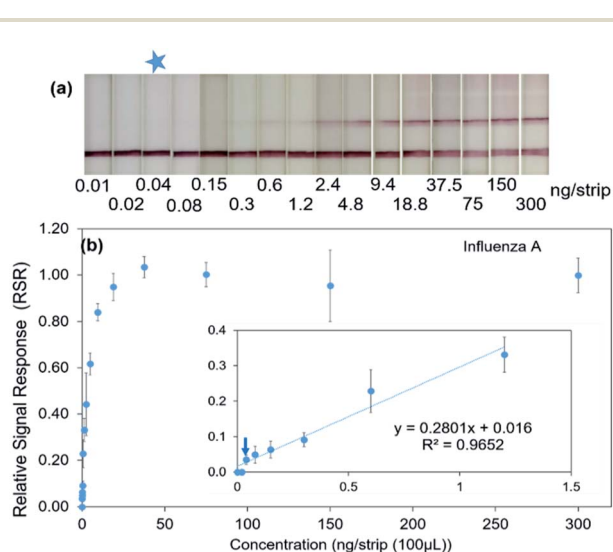 (a)
0.01 0.04 0.15 0.6 2.4 9.4 37.5 150 ng/strip
0.02 0.08 0.3 1.2 4.8 18.8 75 300
(b)
Influenza A
Relative Signal Response (RSR)
1.20
1.00
0.80
0.60
0.40
0.20
0.00
0.4
0.3
0.2
0.1
0.0
y = 0.2801x + 0.016
R² = 0.9652
0 0.5 1 1.5
0 50 100 150 200 250 300
Concentration (ng/strip (100µL))